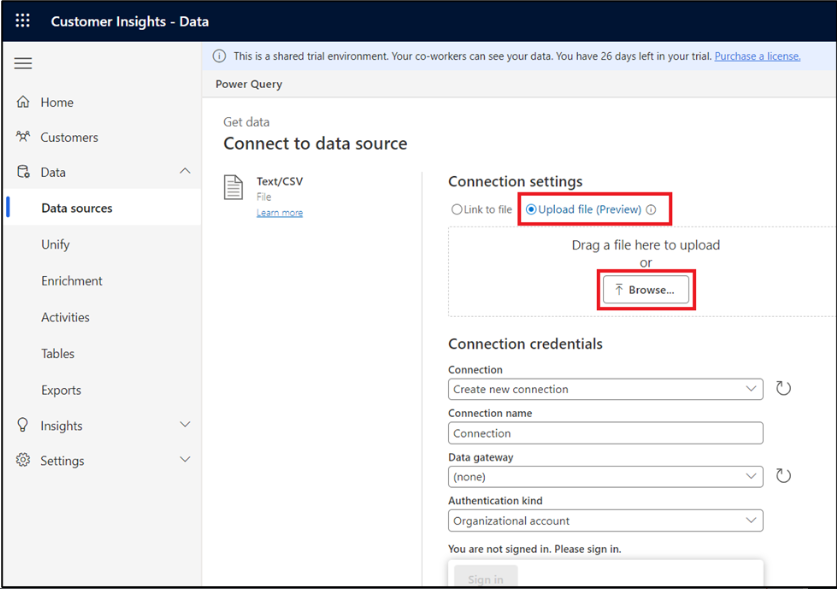 Customer Insights - Data
This is a shared trial environment. Your co-workers can see your data. You have 26 days left in your trial. Purchase a license.
Power Query
Home
Customers
Data
Data sources
Unify
Enrichment
Activities
Tables
Exports
Insights
Settings
Get data
Connect to data source
Text/CSV
File
Learn more
Connection settings
Link to file Upload file (Preview)
Drag a file here to upload
or
Browse...
Connection credentials
Connection
Create new connection
Connection name
Connection
Data gateway
(none)
Authentication kind
Organizational account
You are not signed in. Please sign in.
Sign in